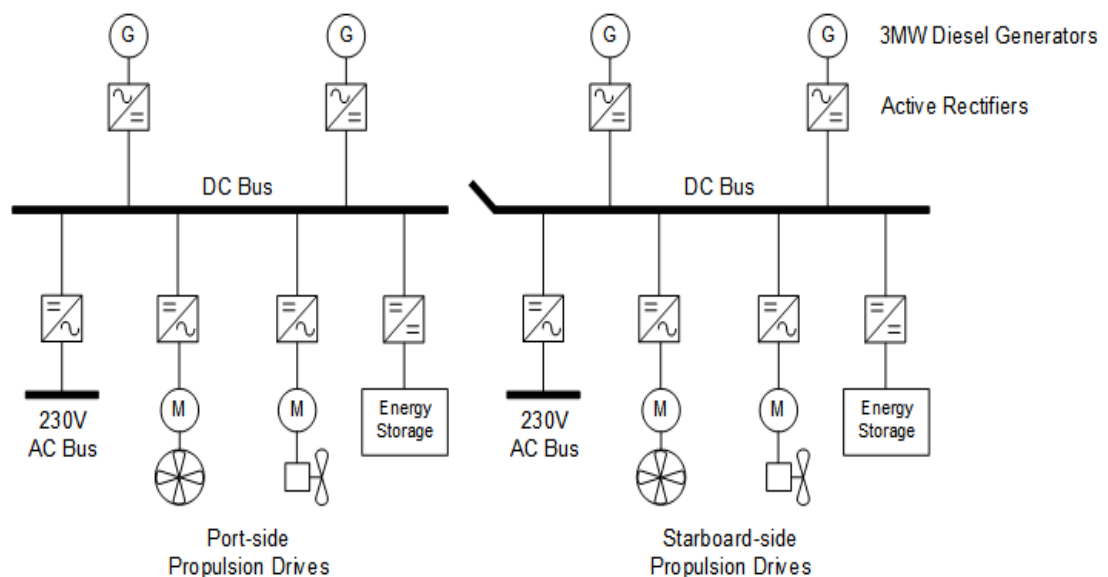 G G G G 3MW Diesel Generators
Active Rectifiers
DC Bus DC Bus
M M Energy M M Energy
Storage Storage
230V 230V
AC Bus AC Bus
Port-side Starboard-side
Propulsion Drives Propulsion Drives